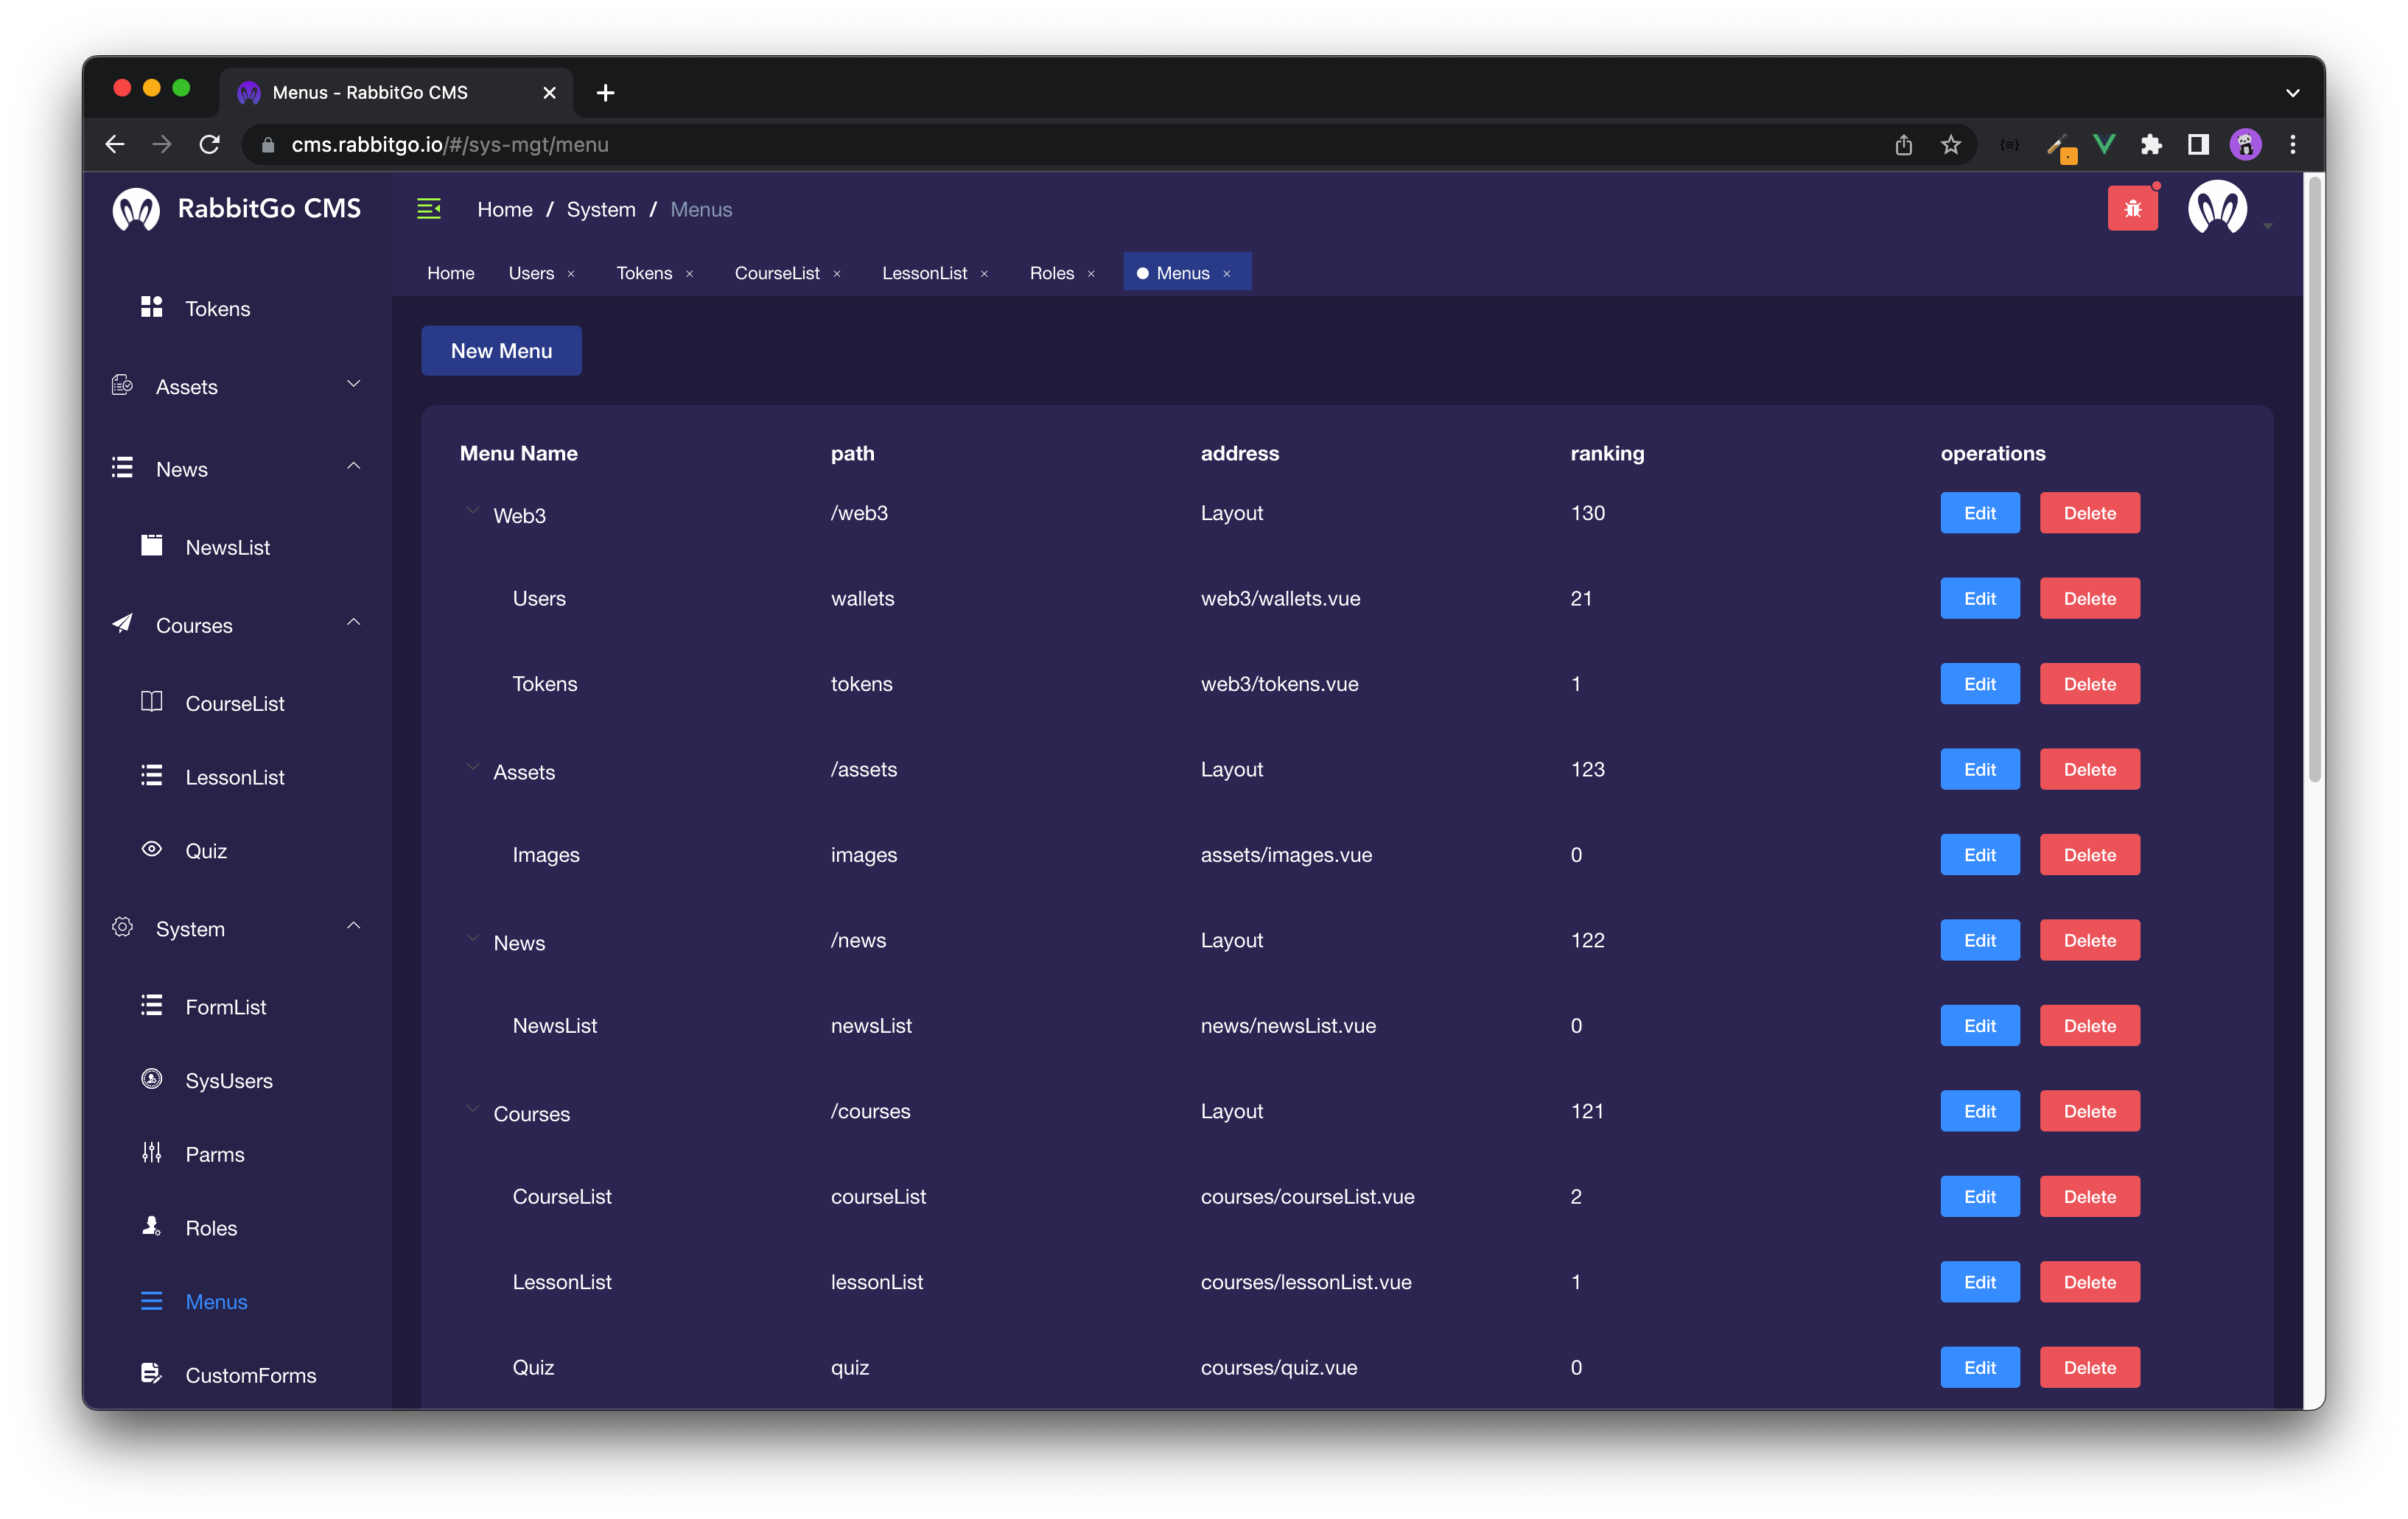 Menus - RabbitGo CMS
cms.rabbitgo.io/#/sys-mgt/menu
RabbitGo CMS
Home / System / Menus
Home Users × Tokens × CourseList × LessonList × Roles × Menus ×
Tokens
Assets
News
NewsList
Courses
CourseList
LessonList
Quiz
System
FormList
SysUsers
Parms
Roles
Menus
CustomForms
New Menu
Menu Name path address ranking operations
Web3 /web3 Layout 130 Edit Delete
Users wallets web3/wallets.vue 21 Edit Delete
Tokens tokens web3/tokens.vue 1 Edit Delete
Assets /assets Layout 123 Edit Delete
Images images assets/images.vue 0 Edit Delete
News /news Layout 122 Edit Delete
NewsList newsList news/newsList.vue 0 Edit Delete
Courses /courses Layout 121 Edit Delete
CourseList courseList courses/courseList.vue 2 Edit Delete
LessonList lessonList courses/lessonList.vue 1 Edit Delete
Quiz quiz courses/quiz.vue 0 Edit Delete